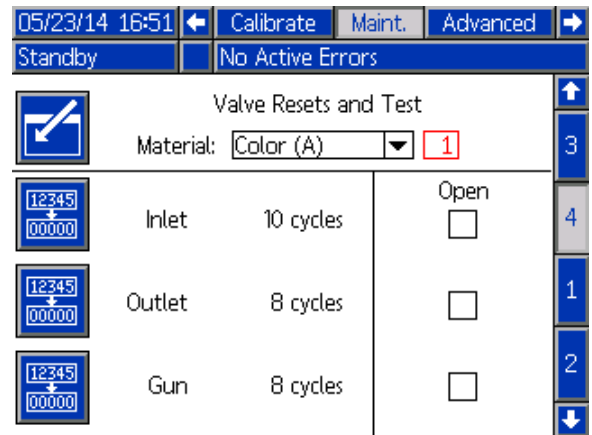 05/23/14 16:51 Calibrate Maint. Advanced
Standby No Active Errors
Valve Resets and Test
Material: Color (A) 1
3
Open
12345
00000
Inlet 10 cycles
4
12345
00000
Outlet 8 cycles
1
12345
00000
Gun 8 cycles
2